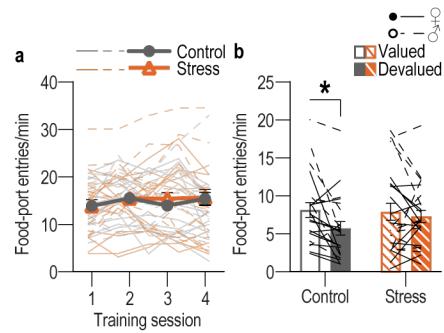 ♀
♂
a
Control
Stress
b
Valued
Devalued
Food-port entries/min
40
30
20
10
0
1
2
3
4
Training session
Food-port entries/min
25
20
15
10
5
0
*
Control
Stress